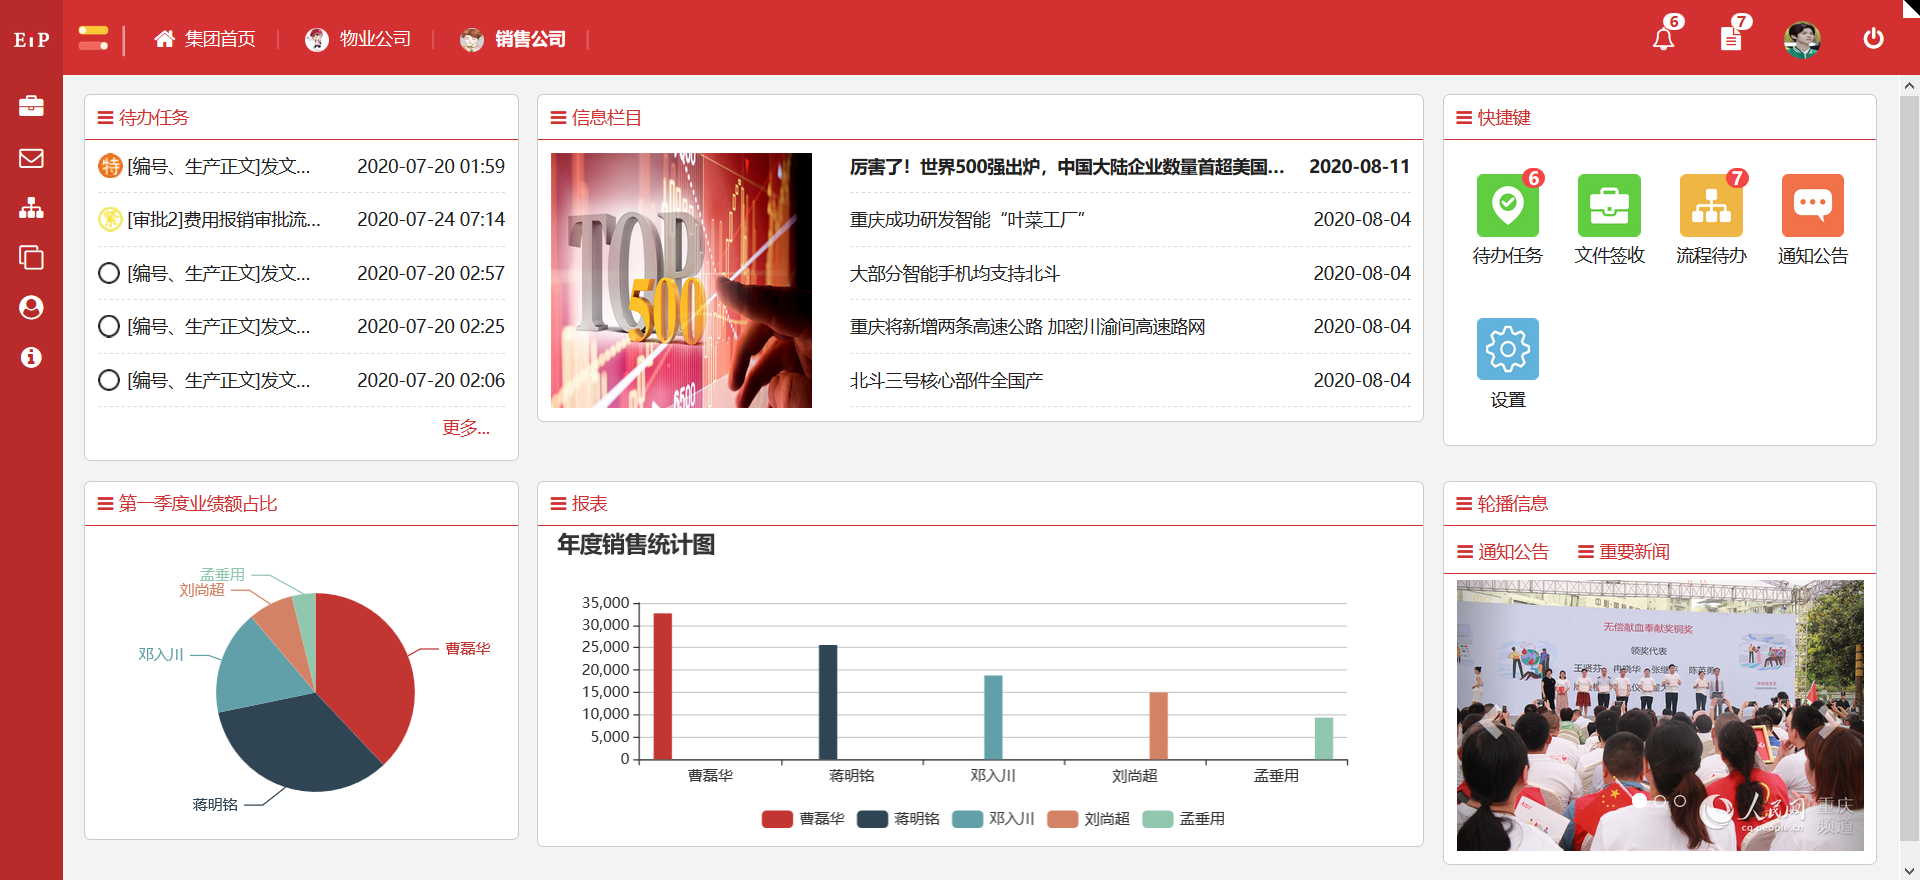 EIP
集团首页
物业公司
销售公司
6
7
待办任务
特 [编号、生产正文]发文... 2020-07-20 01:59
[审批2]费用报销审批流... 2020-07-24 07:14
[编号、生产正文]发文... 2020-07-20 02:57
[编号、生产正文]发文... 2020-07-20 02:25
[编号、生产正文]发文... 2020-07-20 02:06
更多...
信息栏目
TOP
500
6500
厉害了！世界500强出炉，中国大陆企业数量首超美国... 2020-08-11
重庆成功研发智能“叶菜工厂” 2020-08-04
大部分智能手机均支持北斗 2020-08-04
重庆将新增两条高速公路 加密川渝间高速路网 2020-08-04
北斗三号核心部件全国产 2020-08-04
快捷键
6
7
待办任务 文件签收 流程待办 通知公告
设置
第一季度业绩额占比
孟垂用
刘尚超
邓入川
曹磊华
蒋明铭
报表
年度销售统计图
35,000
30,000
25,000
20,000
15,000
10,000
5,000
0
曹磊华 蒋明铭 邓入川 刘尚超 孟垂用
曹磊华 蒋明铭 邓入川 刘尚超 孟垂用
轮播信息
通知公告 重要新闻
无偿献血奉献奖铜奖
领奖代表
王贤芬 冉晓华 张继平 陈英勇
人民网 重庆
频道
cq.people.cn